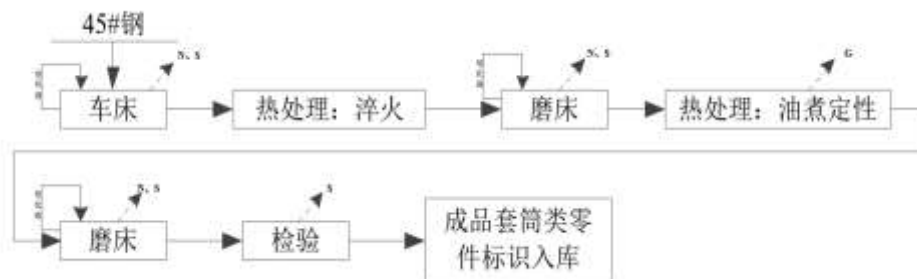 45#钢
N、S
N、S
G
车床
热处理：淬火
磨床
热处理：油煮定性
N、S
S
磨床
检验
成品套筒类零
件标识入库